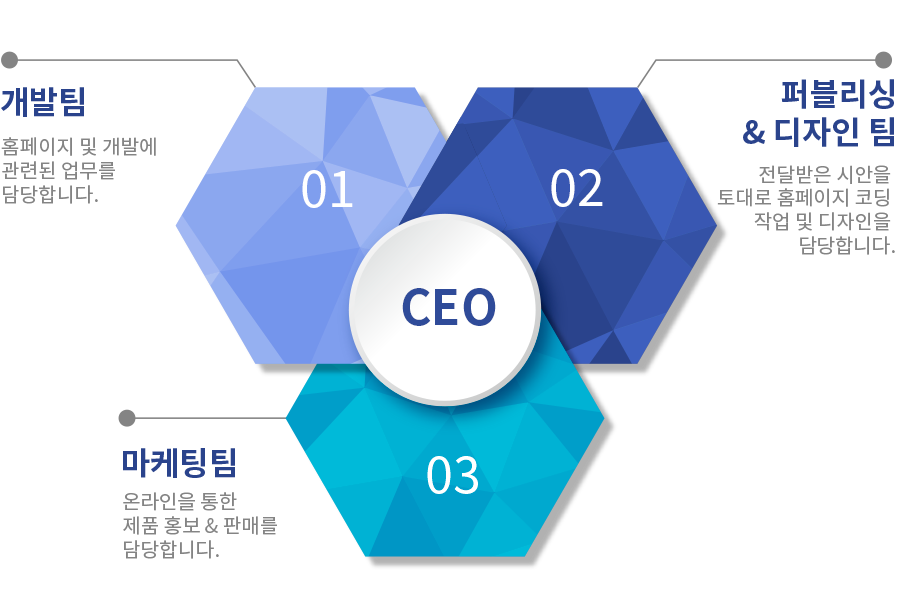 개발팀
홈페이지 및 개발에
관련된 업무를
담당합니다.
01
퍼블리싱
& 디자인 팀
전달받은 시안을
토대로 홈페이지 코딩
작업 및 디자인을
담당합니다.
02
CEO
마케팅팀
온라인을 통한
제품 홍보 & 판매를
담당합니다.
03